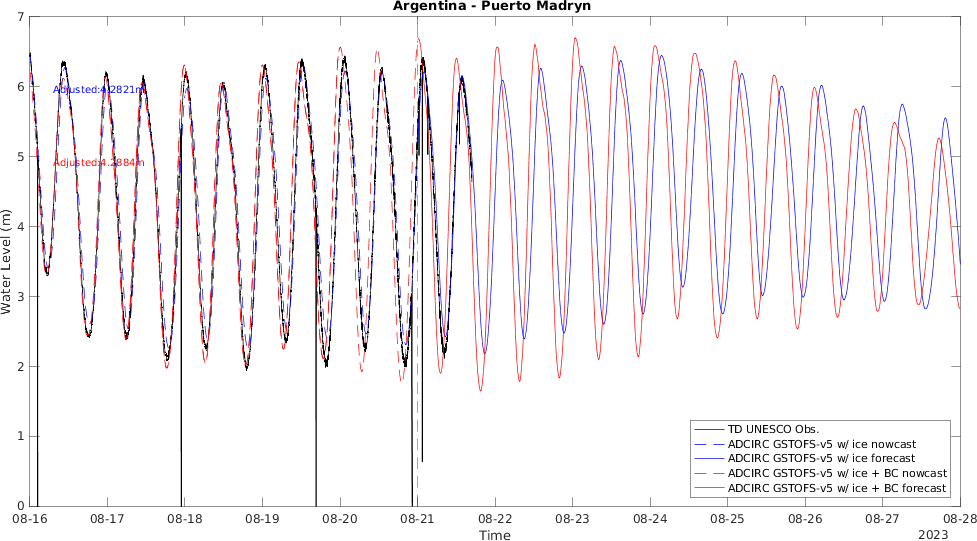 Argentina - Puerto Madryn
7
6
5
4
3
2
1
0
Water Level (m)
Adjusted:4.2821m
Adjusted:4.2884m
TD UNESCO Obs.
ADCIRC GSTOFS-v5 w/ ice nowcast
ADCIRC GSTOFS-v5 w/ ice forecast
ADCIRC GSTOFS-v5 w/ ice + BC nowcast
ADCIRC GSTOFS-v5 w/ ice + BC forecast
08-16 08-17 08-18 08-19 08-20 08-21 08-22 08-23 08-24 08-25 08-26 08-27 08-28
Time
2023